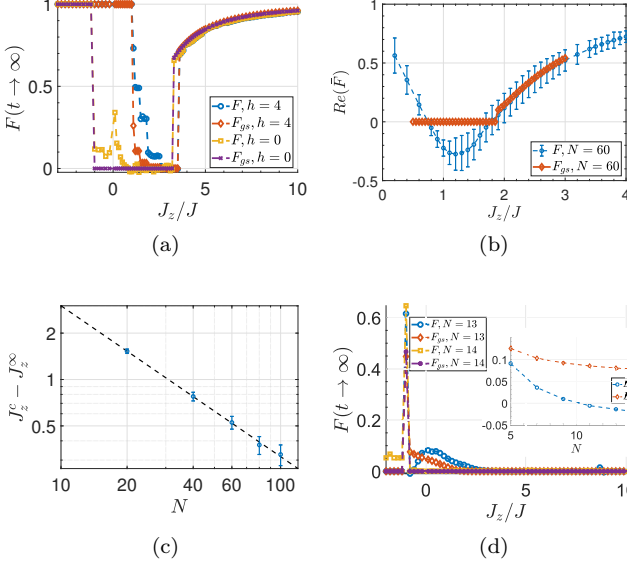 F(t → ∞)
1
0.5
0
0
5
10
J_z/J
F, h = 4
F_gs, h = 4
F, h = 0
F_gs, h = 0
(a)
Re(F̄)
1
0.5
0
-0.5
0
1
2
3
4
J_z/J
F, N = 60
F_gs, N = 60
(b)
J_z^c − J_z^∞
2
1
0.5
10
20
40
60
100
N
(c)
F(t → ∞)
0.6
0.4
0.2
0
0
5
10
J_z/J
F, N = 13
F_gs, N = 13
F, N = 14
F_gs, N = 14
0.1
0.05
0
-0.05
5
10
N
(d)